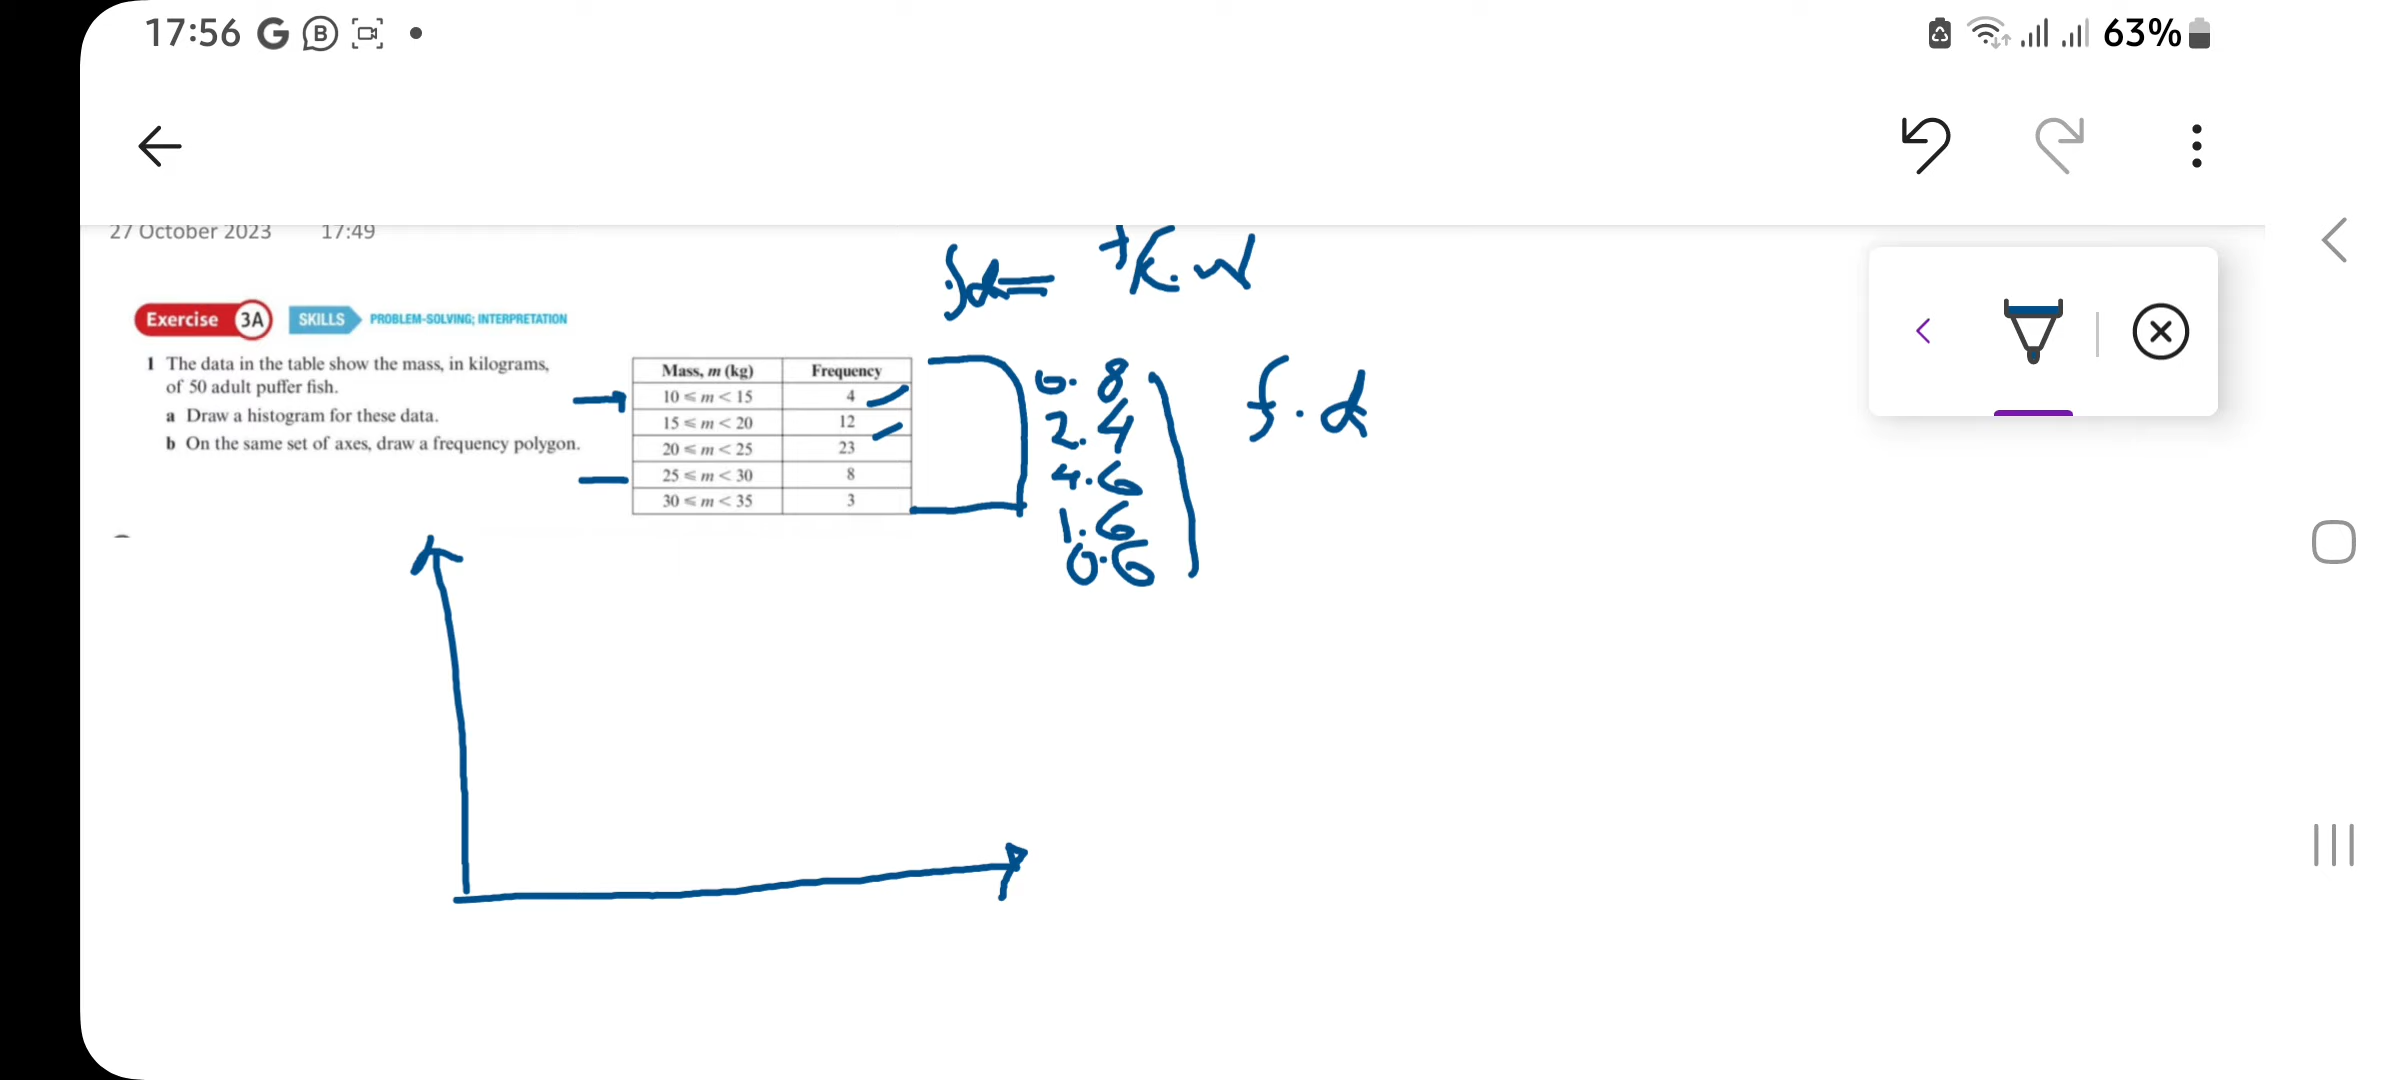 17:56
63%
27 October 2023 17:49
fd= f/c.w
Exercise 3A SKILLS PROBLEM-SOLVING; INTERPRETATION
1 The data in the table show the mass, in kilograms,
of 50 adult puffer fish.
a Draw a histogram for these data.
b On the same set of axes, draw a frequency polygon.
Mass, m (kg) Frequency
10 ⩽ m < 15 4
15 ⩽ m < 20 12
20 ⩽ m < 25 23
25 ⩽ m < 30 8
30 ⩽ m < 35 3
0.8
2.4
4.6
1.6
0.6
f.d